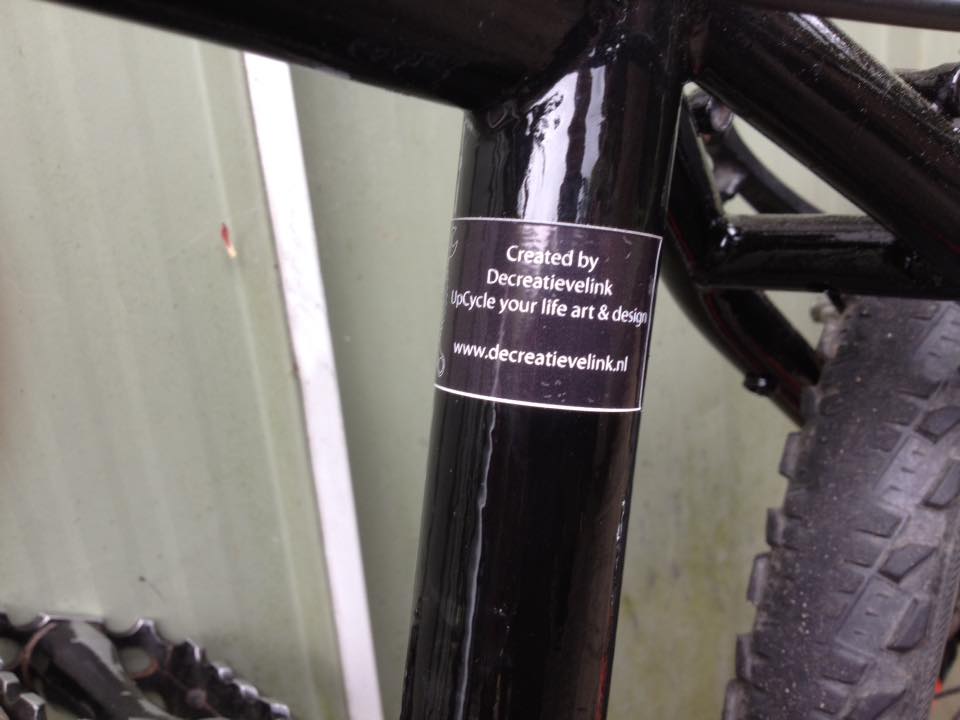 Created by
Decreatievelink
UpCycle your life art & design
www.decreatievelink.nl